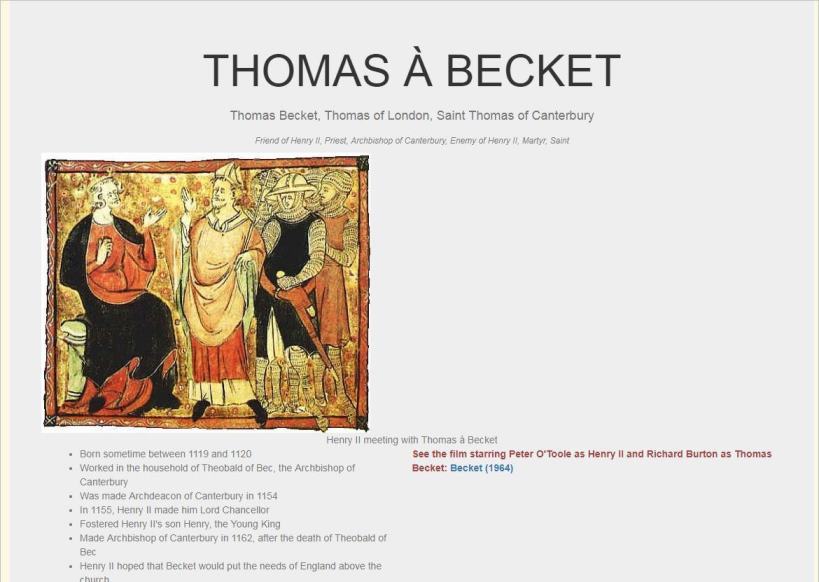 THOMAS À BECKET
Thomas Becket, Thomas of London, Saint Thomas of Canterbury
Friend of Henry II, Priest, Archbishop of Canterbury, Enemy of Henry II, Martyr, Saint
Henry II meeting with Thomas à Becket
Born sometime between 1119 and 1120
Worked in the household of Theobald of Bec, the Archbishop of
Canterbury
Was made Archdeacon of Canterbury in 1154
In 1155, Henry II made him Lord Chancellor
Fostered Henry II's son Henry, the Young King
Made Archbishop of Canterbury in 1162, after the death of Theobald of
Bec
Henry II hoped that Becket would put the needs of England above the
church
See the film starring Peter O'Toole as Henry II and Richard Burton as Thomas
Becket: Becket (1964)